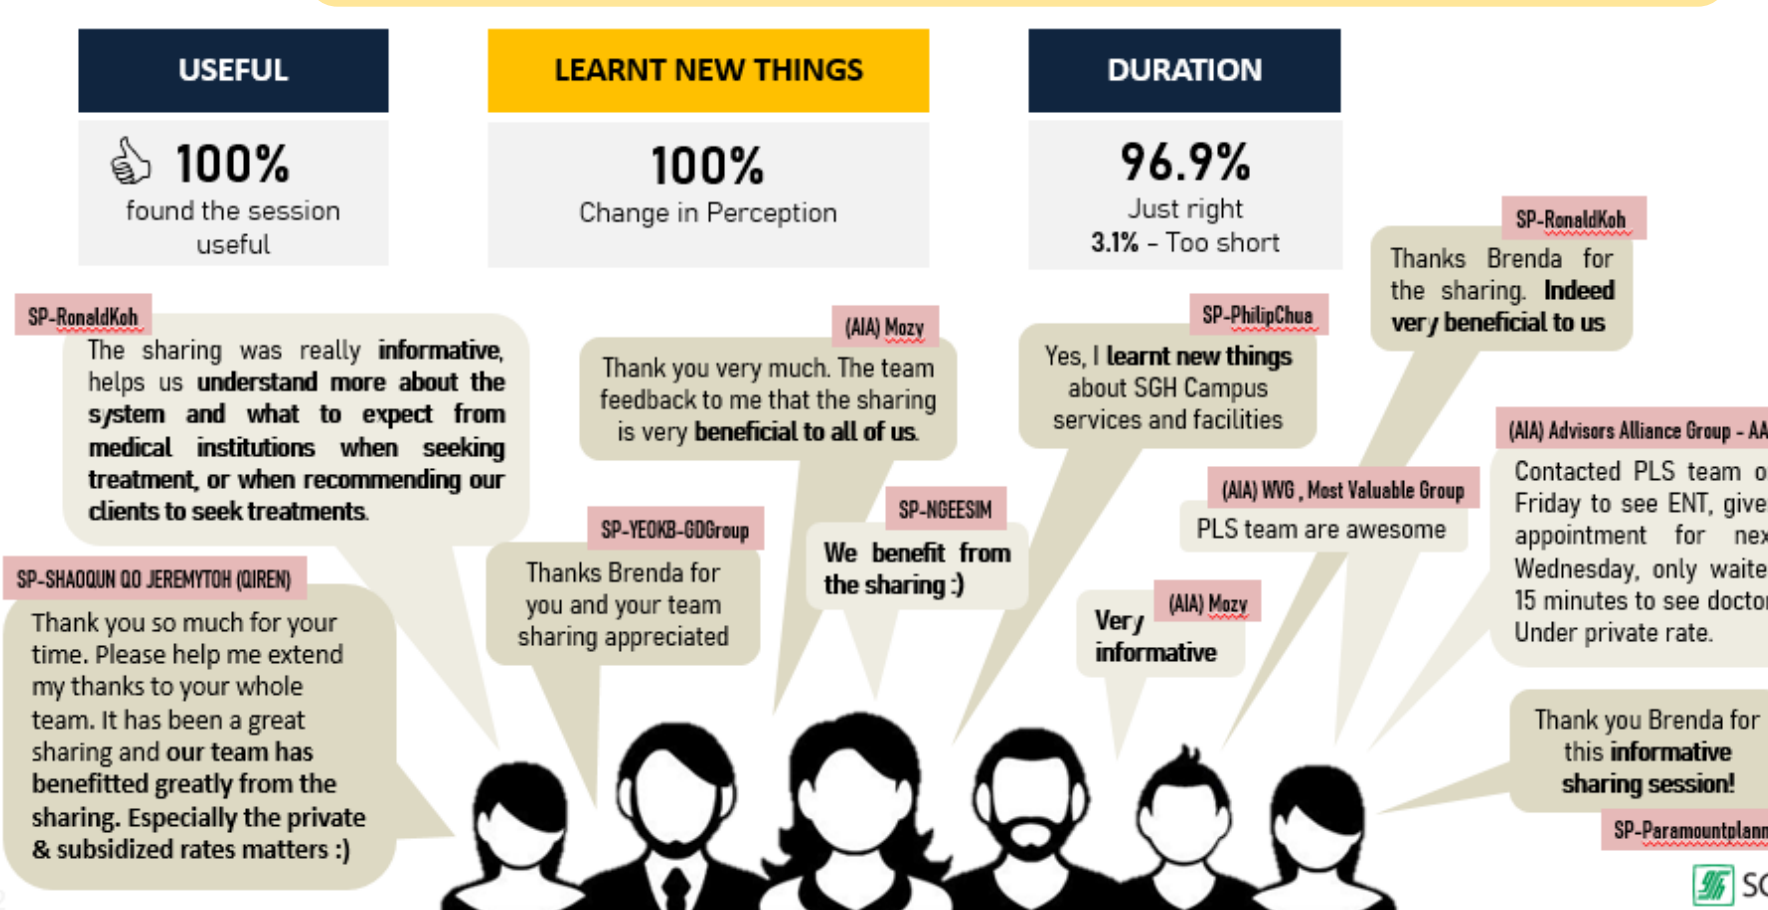 USEFUL
100%
found the session
useful
LEARNT NEW THINGS
100%
Change in Perception
DURATION
96.9%
Just right
3.1% - Too short
SP-RonaldKoh
Thanks Brenda for
the sharing. Indeed
very beneficial to us
SP-RonaldKoh
The sharing was really informative,
helps us understand more about the
system and what to expect from
medical institutions when seeking
treatment, or when recommending our
clients to seek treatments.
(AIA) Mozy
Thank you very much. The team
feedback to me that the sharing
is very beneficial to all of us.
SP-PhilipChua
Yes, I learnt new things
about SGH Campus
services and facilities
(AIA) Advisors Alliance Group - AA
Contacted PLS team o
Friday to see ENT, give
appointment for nex
Wednesday, only waite
15 minutes to see doctor
Under private rate.
(AIA) WVG , Most Valuable Group
PLS team are awesome
SP-NGEESIM
We benefit from
the sharing :)
SP-YEOKB-GDGroup
Thanks Brenda for
you and your team
sharing appreciated
SP-SHAOQUN QO JEREMYTOH (QIREN)
Thank you so much for your
time. Please help me extend
my thanks to your whole
team. It has been a great
sharing and our team has
benefitted greatly from the
sharing. Especially the private
& subsidized rates matters :)
(AIA) Mozy
Very
informative
Thank you Brenda for
this informative
sharing session!
SP-Paramountplann